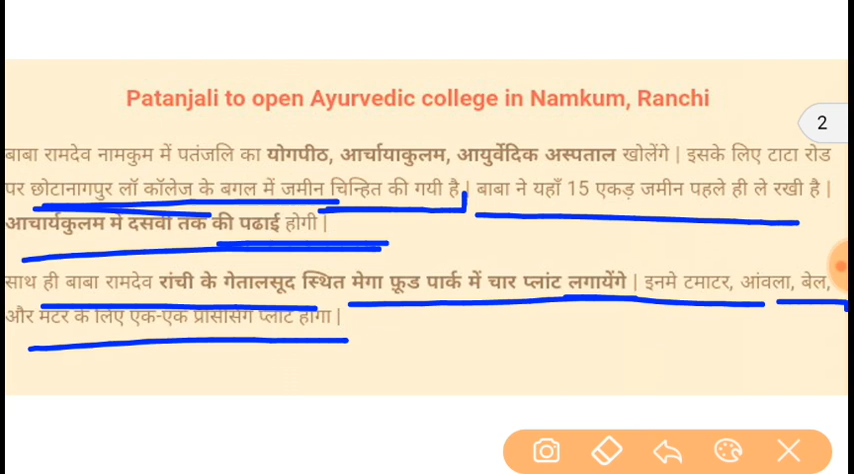 Patanjali to open Ayurvedic college in Namkum, Ranchi
2
बाबा रामदेव नामकुम में पतंजलि का योगपीठ, आर्चायाकुलम, आयुर्वेदिक अस्पताल खोलेंगे | इसके लिए टाटा रोड
पर छोटानागपुर लॉ कॉलेज के बगल में जमीन चिन्हित की गयी है | बाबा ने यहाँ 15 एकड़ जमीन पहले ही ले रखी है |
आचार्यकुलम में दसवीं तक की पढाई होगी |
साथ ही बाबा रामदेव रांची के गेतालसूद स्थित मेगा फ़ूड पार्क में चार प्लांट लगायेंगे | इनमे टमाटर, आंवला, बेल,
और मटर के लिए एक-एक प्रोसेसिंग प्लांट होगा |